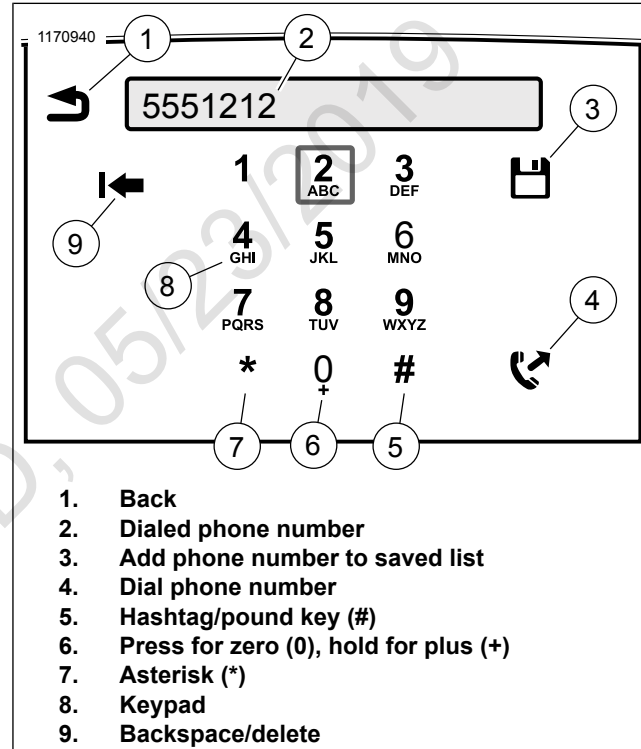 1170940
1
2
5551212
3
1
2
3
ABC
DEF
9
4
5
6
GHI
JKL
MNO
8
7
8
9
PQRS
TUV
WXYZ
4
*
0
#
+
7
6
5
1. Back
2. Dialed phone number
3. Add phone number to saved list
4. Dial phone number
5. Hashtag/pound key (#)
6. Press for zero (0), hold for plus (+)
7. Asterisk (*)
8. Keypad
9. Backspace/delete
, 05/23/2019